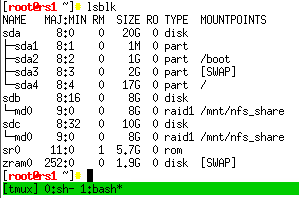 [root@rs1 ~]# lsblk
NAME    MAJ:MIN RM  SIZE RO TYPE  MOUNTPOINTS
sda       8:0    0   20G  0 disk
├─sda1    8:1    0    1M  0 part
├─sda2    8:2    0    1G  0 part  /boot
├─sda3    8:3    0    2G  0 part  [SWAP]
└─sda4    8:4    0   17G  0 part  /
sdb       8:16   0    8G  0 disk
└─md0     9:0    0    8G  0 raid1 /mnt/nfs_share
sdc       8:32   0   10G  0 disk
└─md0     9:0    0    8G  0 raid1 /mnt/nfs_share
sr0      11:0    1  5.7G  0 rom
zram0   252:0    0  1.9G  0 disk  [SWAP]
[root@rs1 ~]#
[tmux] 0:sh- 1:bash*